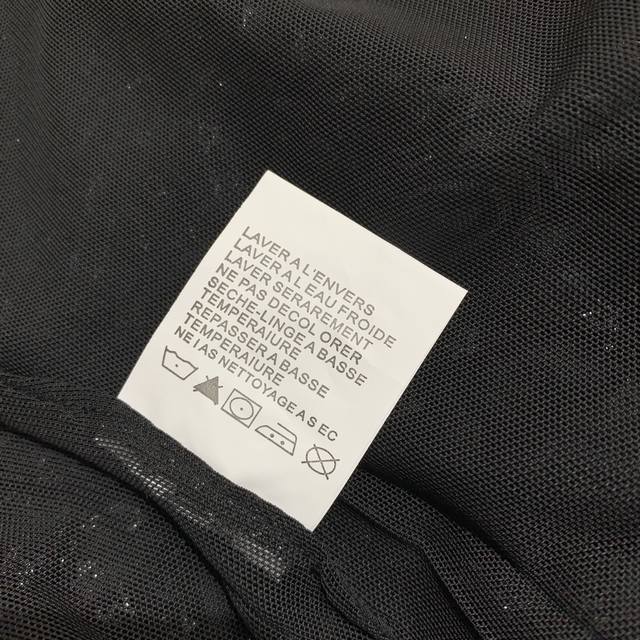 LAVER A L'ENVERS
LAVER A L EAU FROIDE
LAVER SERAREMENT
NE PAS DECOL ORER
SECHE-LINGE A BASSE
TEMPERAIURE
REPASSER A BASSE
TEMPERAIURE
NE IAS NETTOYAGE AS EC